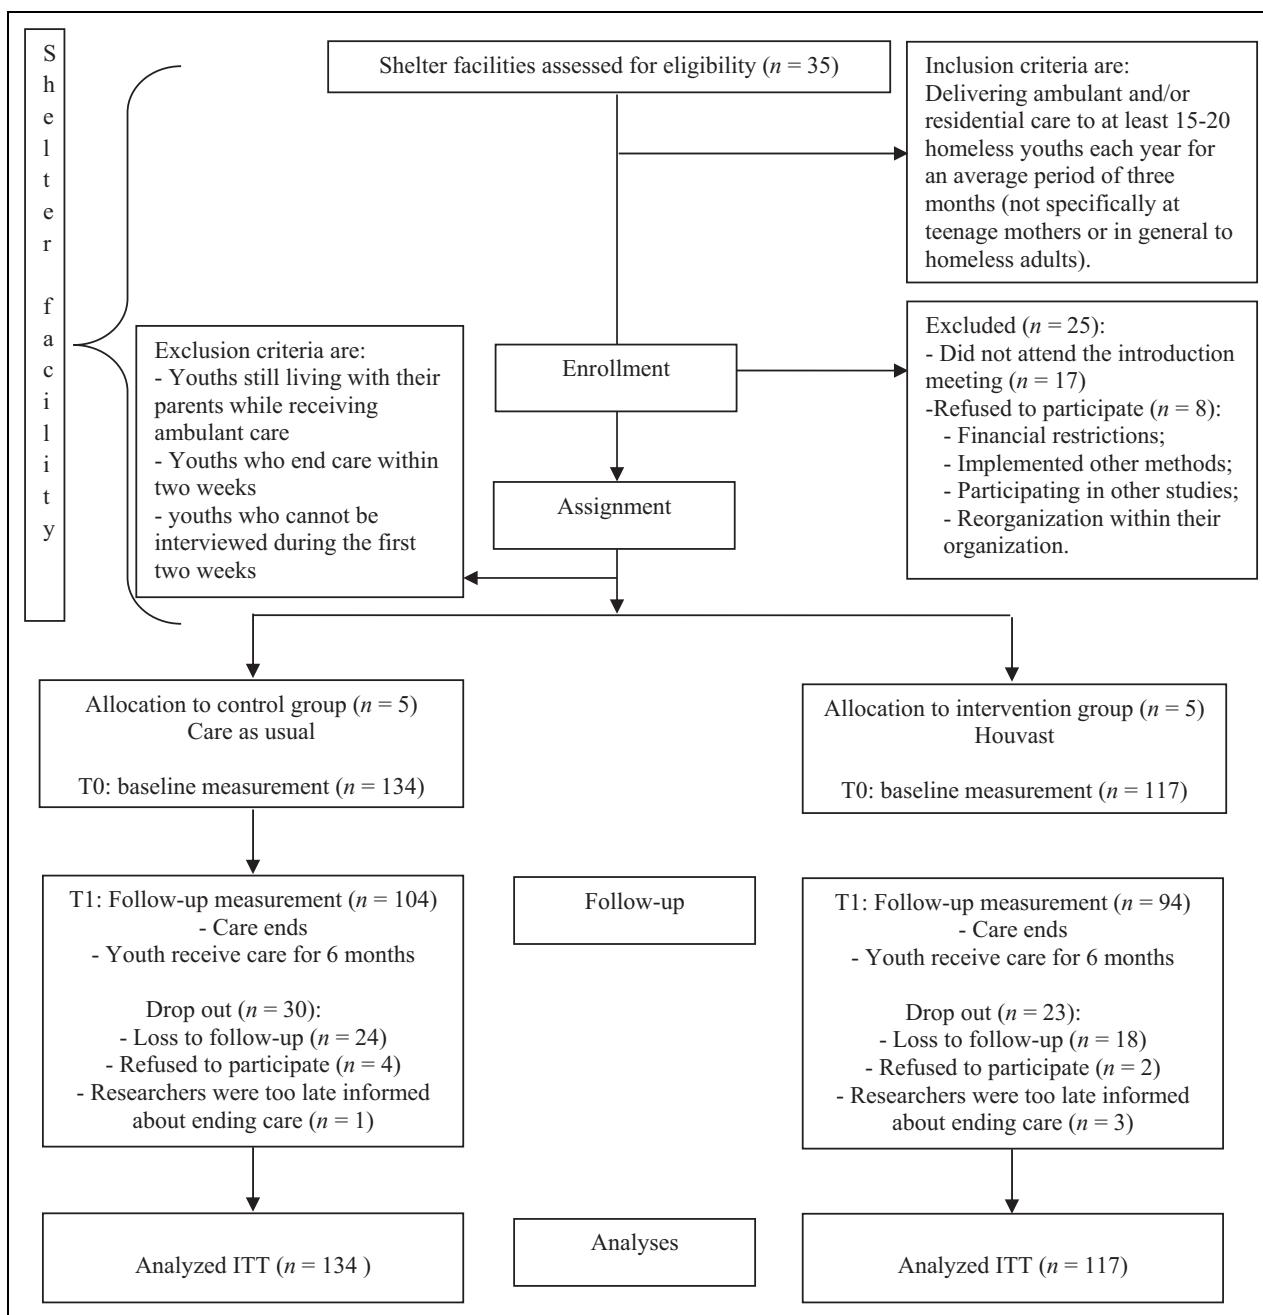 Shelter facility
Shelter facilities assessed for eligibility (n = 35)
Inclusion criteria are:
Delivering ambulant and/or
residential care to at least 15-20
homeless youths each year for
an average period of three
months (not specifically at
teenage mothers or in general to
homeless adults).
Excluded (n = 25):
- Did not attend the introduction
meeting (n = 17)
-Refused to participate (n = 8):
- Financial restrictions;
- Implemented other methods;
- Participating in other studies;
- Reorganization within their
organization.
Enrollment
Exclusion criteria are:
- Youths still living with their
parents while receiving
ambulant care
- Youths who end care within
two weeks
- youths who cannot be
interviewed during the first
two weeks
Assignment
Allocation to control group (n = 5)
Care as usual
T0: baseline measurement (n = 134)
Allocation to intervention group (n = 5)
Houvast
T0: baseline measurement (n = 117)
T1: Follow-up measurement (n = 104)
- Care ends
- Youth receive care for 6 months
Drop out (n = 30):
- Loss to follow-up (n = 24)
- Refused to participate (n = 4)
- Researchers were too late informed
about ending care (n = 1)
Follow-up
T1: Follow-up measurement (n = 94)
- Care ends
- Youth receive care for 6 months
Drop out (n = 23):
- Loss to follow-up (n = 18)
- Refused to participate (n = 2)
- Researchers were too late informed
about ending care (n = 3)
Analyzed ITT (n = 134 )
Analyses
Analyzed ITT (n = 117)